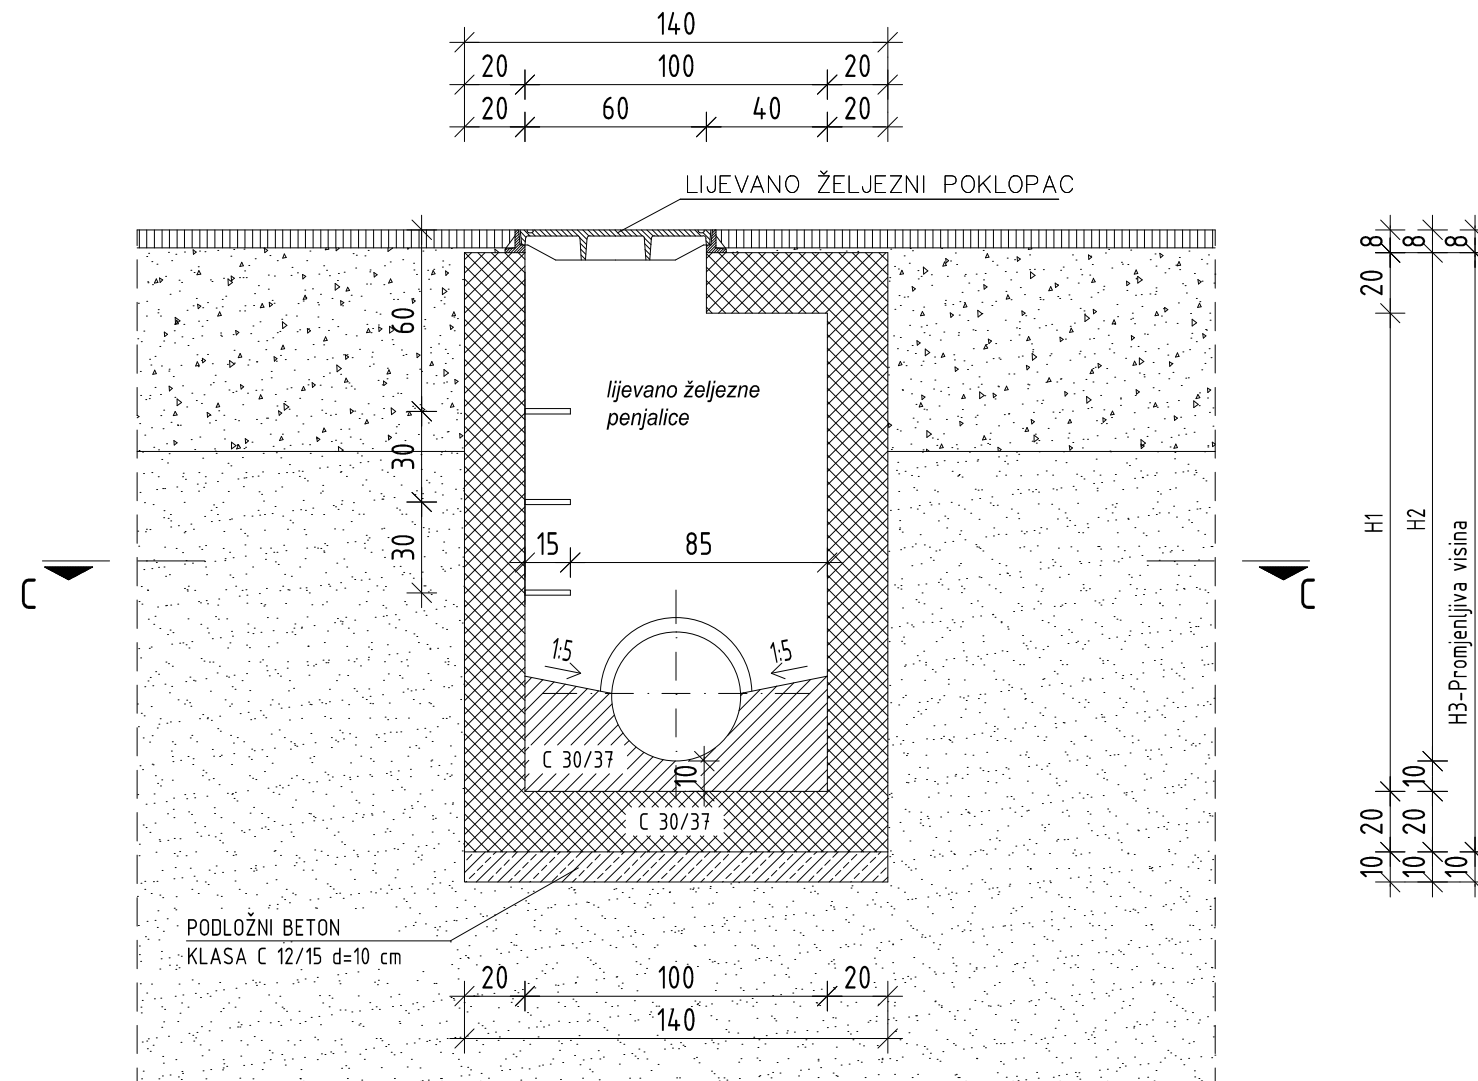 140
20 100 20
20 60 40 20
LIJEVANO ŽELJEZNI POKLOPAC
8 8 8
20
60
lijevano željezne
penjalice
30
H1
H2
H3-Promjenljiva visina
30
15 85
C C
1:5 1:5
C 30/37
10
10
C 30/37
20 20
10 10 10
PODLOŽNI BETON
KLASA C 12/15 d=10 cm
20 100 20
140